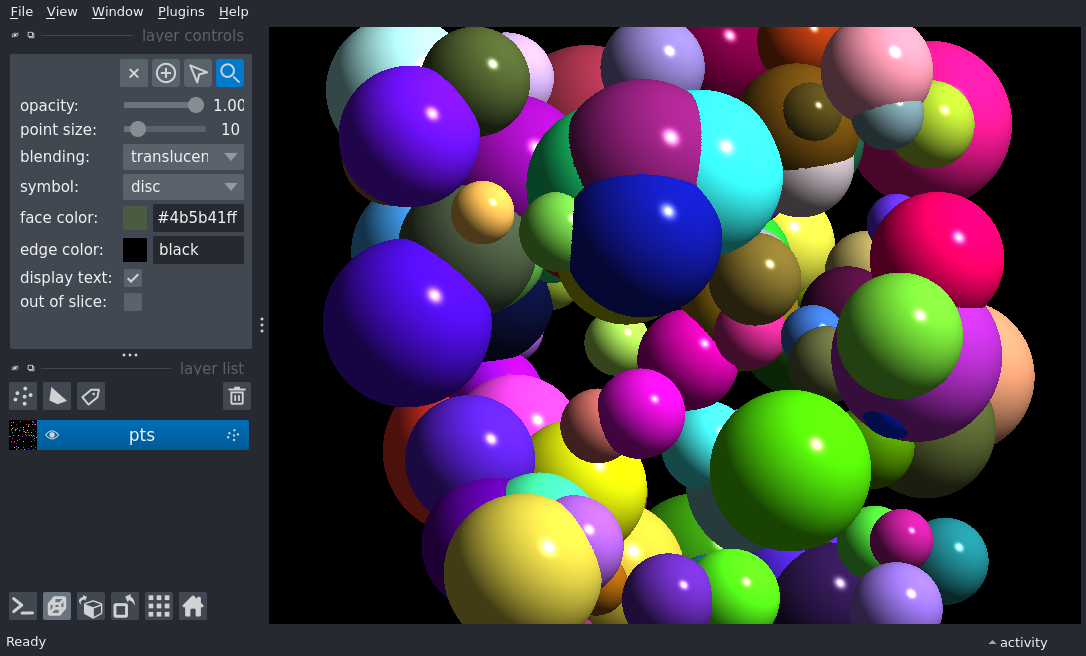 File View Window Plugins Help
layer controls
opacity: 1.00
point size: 10
blending: translucen
symbol: disc
face color: #4b5b41ff
edge color: black
display text:
out of slice:
layer list
pts
Ready
activity